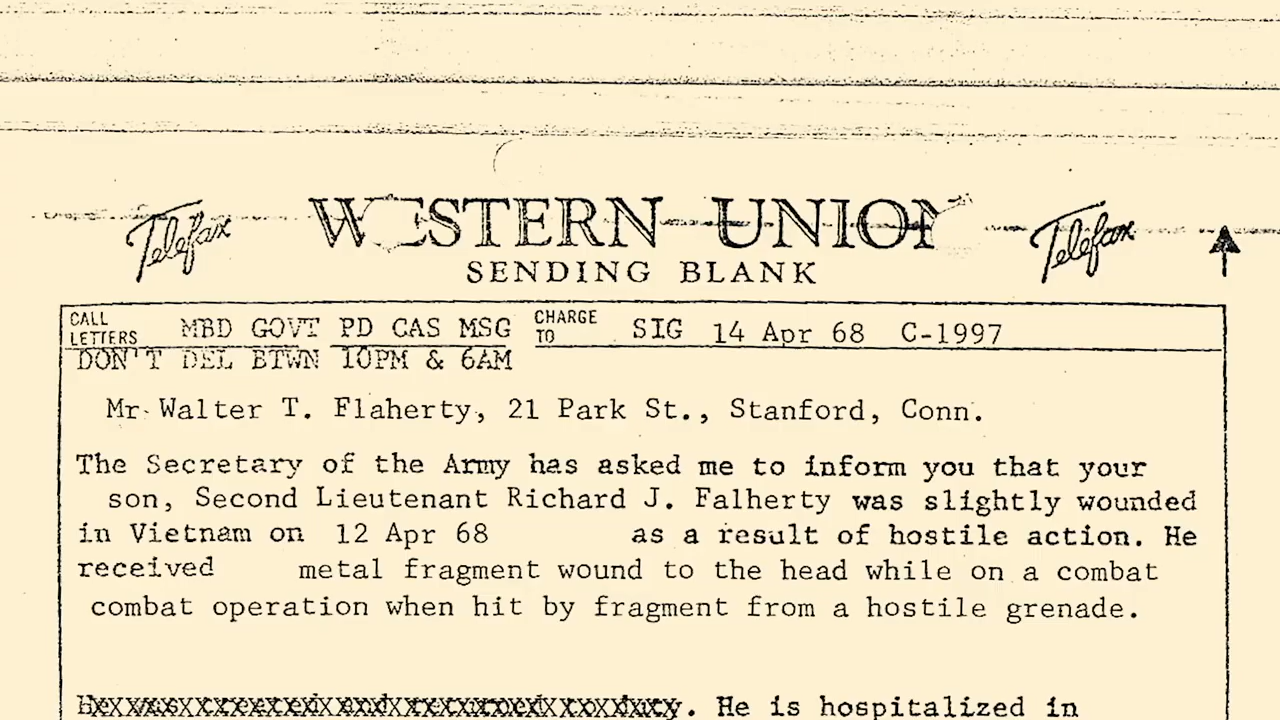 Telefax WESTERN UNION Telefax
SENDING BLANK
CALL LETTERS MBD GOVT PD CAS MSG CHARGE TO SIG 14 Apr 68 C-1997
DON'T DEL BTWN 10PM & 6AM
Mr. Walter T. Flaherty, 21 Park St., Stanford, Conn.
The Secretary of the Army has asked me to inform you that your
son, Second Lieutenant Richard J. Falherty was slightly wounded
in Vietnam on 12 Apr 68 as a result of hostile action. He
received metal fragment wound to the head while on a combat
combat operation when hit by fragment from a hostile grenade.
He is hospitalized in